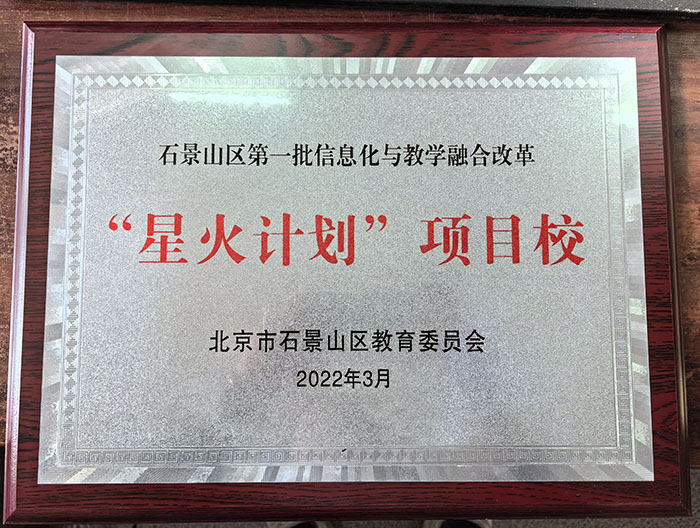 石景山区第一批信息化与教学融合改革
“星火计划”项目校
北京市石景山区教育委员会
2022年3月